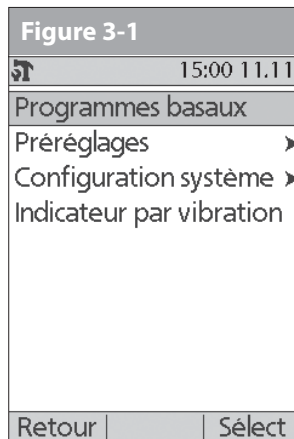 Figure 3-1
15:00 11.11
Programmes basaux
Préréglages
Configuration système
Indicateur par vibration
Retour Sélect